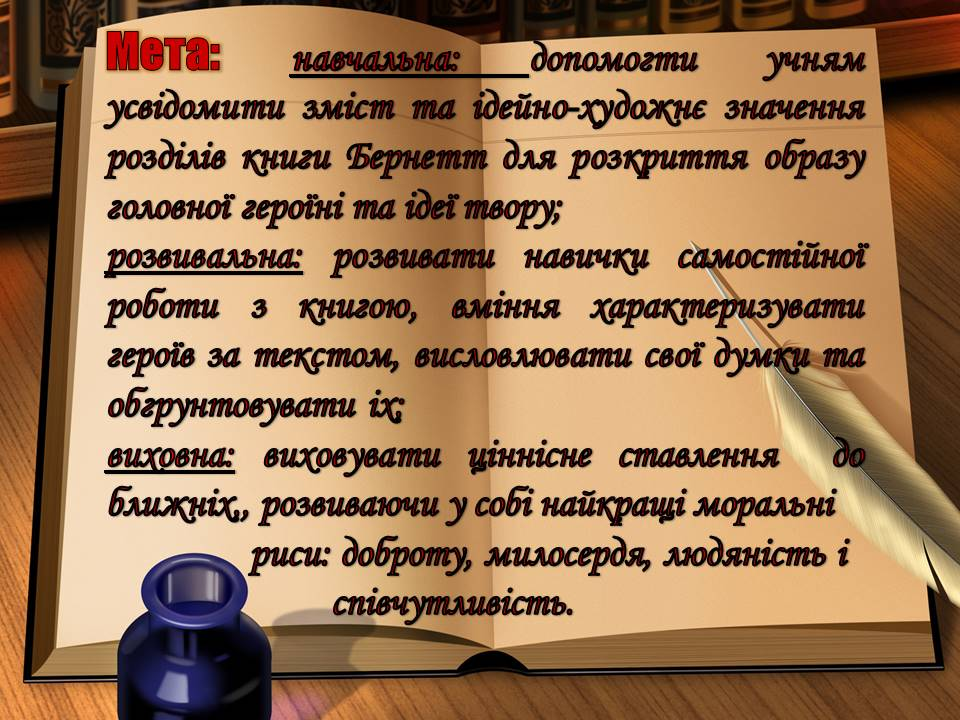 Мета: навчальна: допомогти учням
усвідомити зміст та ідейно-художнє значення
розділів книги Бернетт для розкриття образу
головної героїні та ідеї твору;
розвивальна: розвивати навички самостійної
роботи з книгою, вміння характеризувати
героїв за текстом, висловлювати свої думки та
обгрунтовувати іх;
виховна: виховувати ціннісне ставлення до
ближніх., розвиваючи у собі найкращі моральні
риси: доброту, милосердя, людяність і
співчутливість.